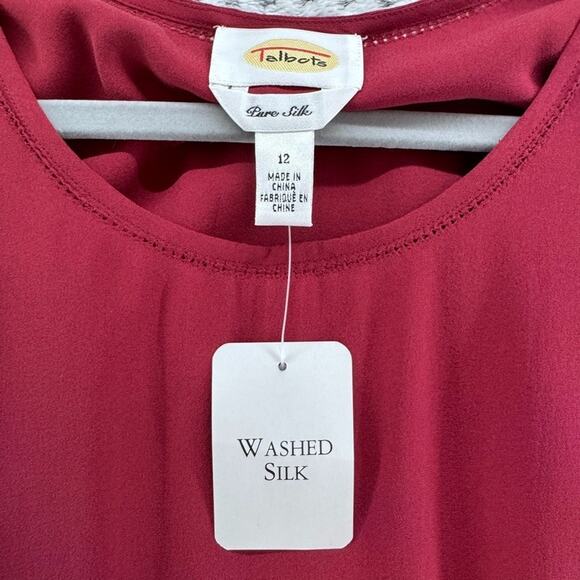 Talbots
Pure Silk
12
MADE IN
CHINA
FABRIQUÉ EN
CHINE
WASHED
SILK